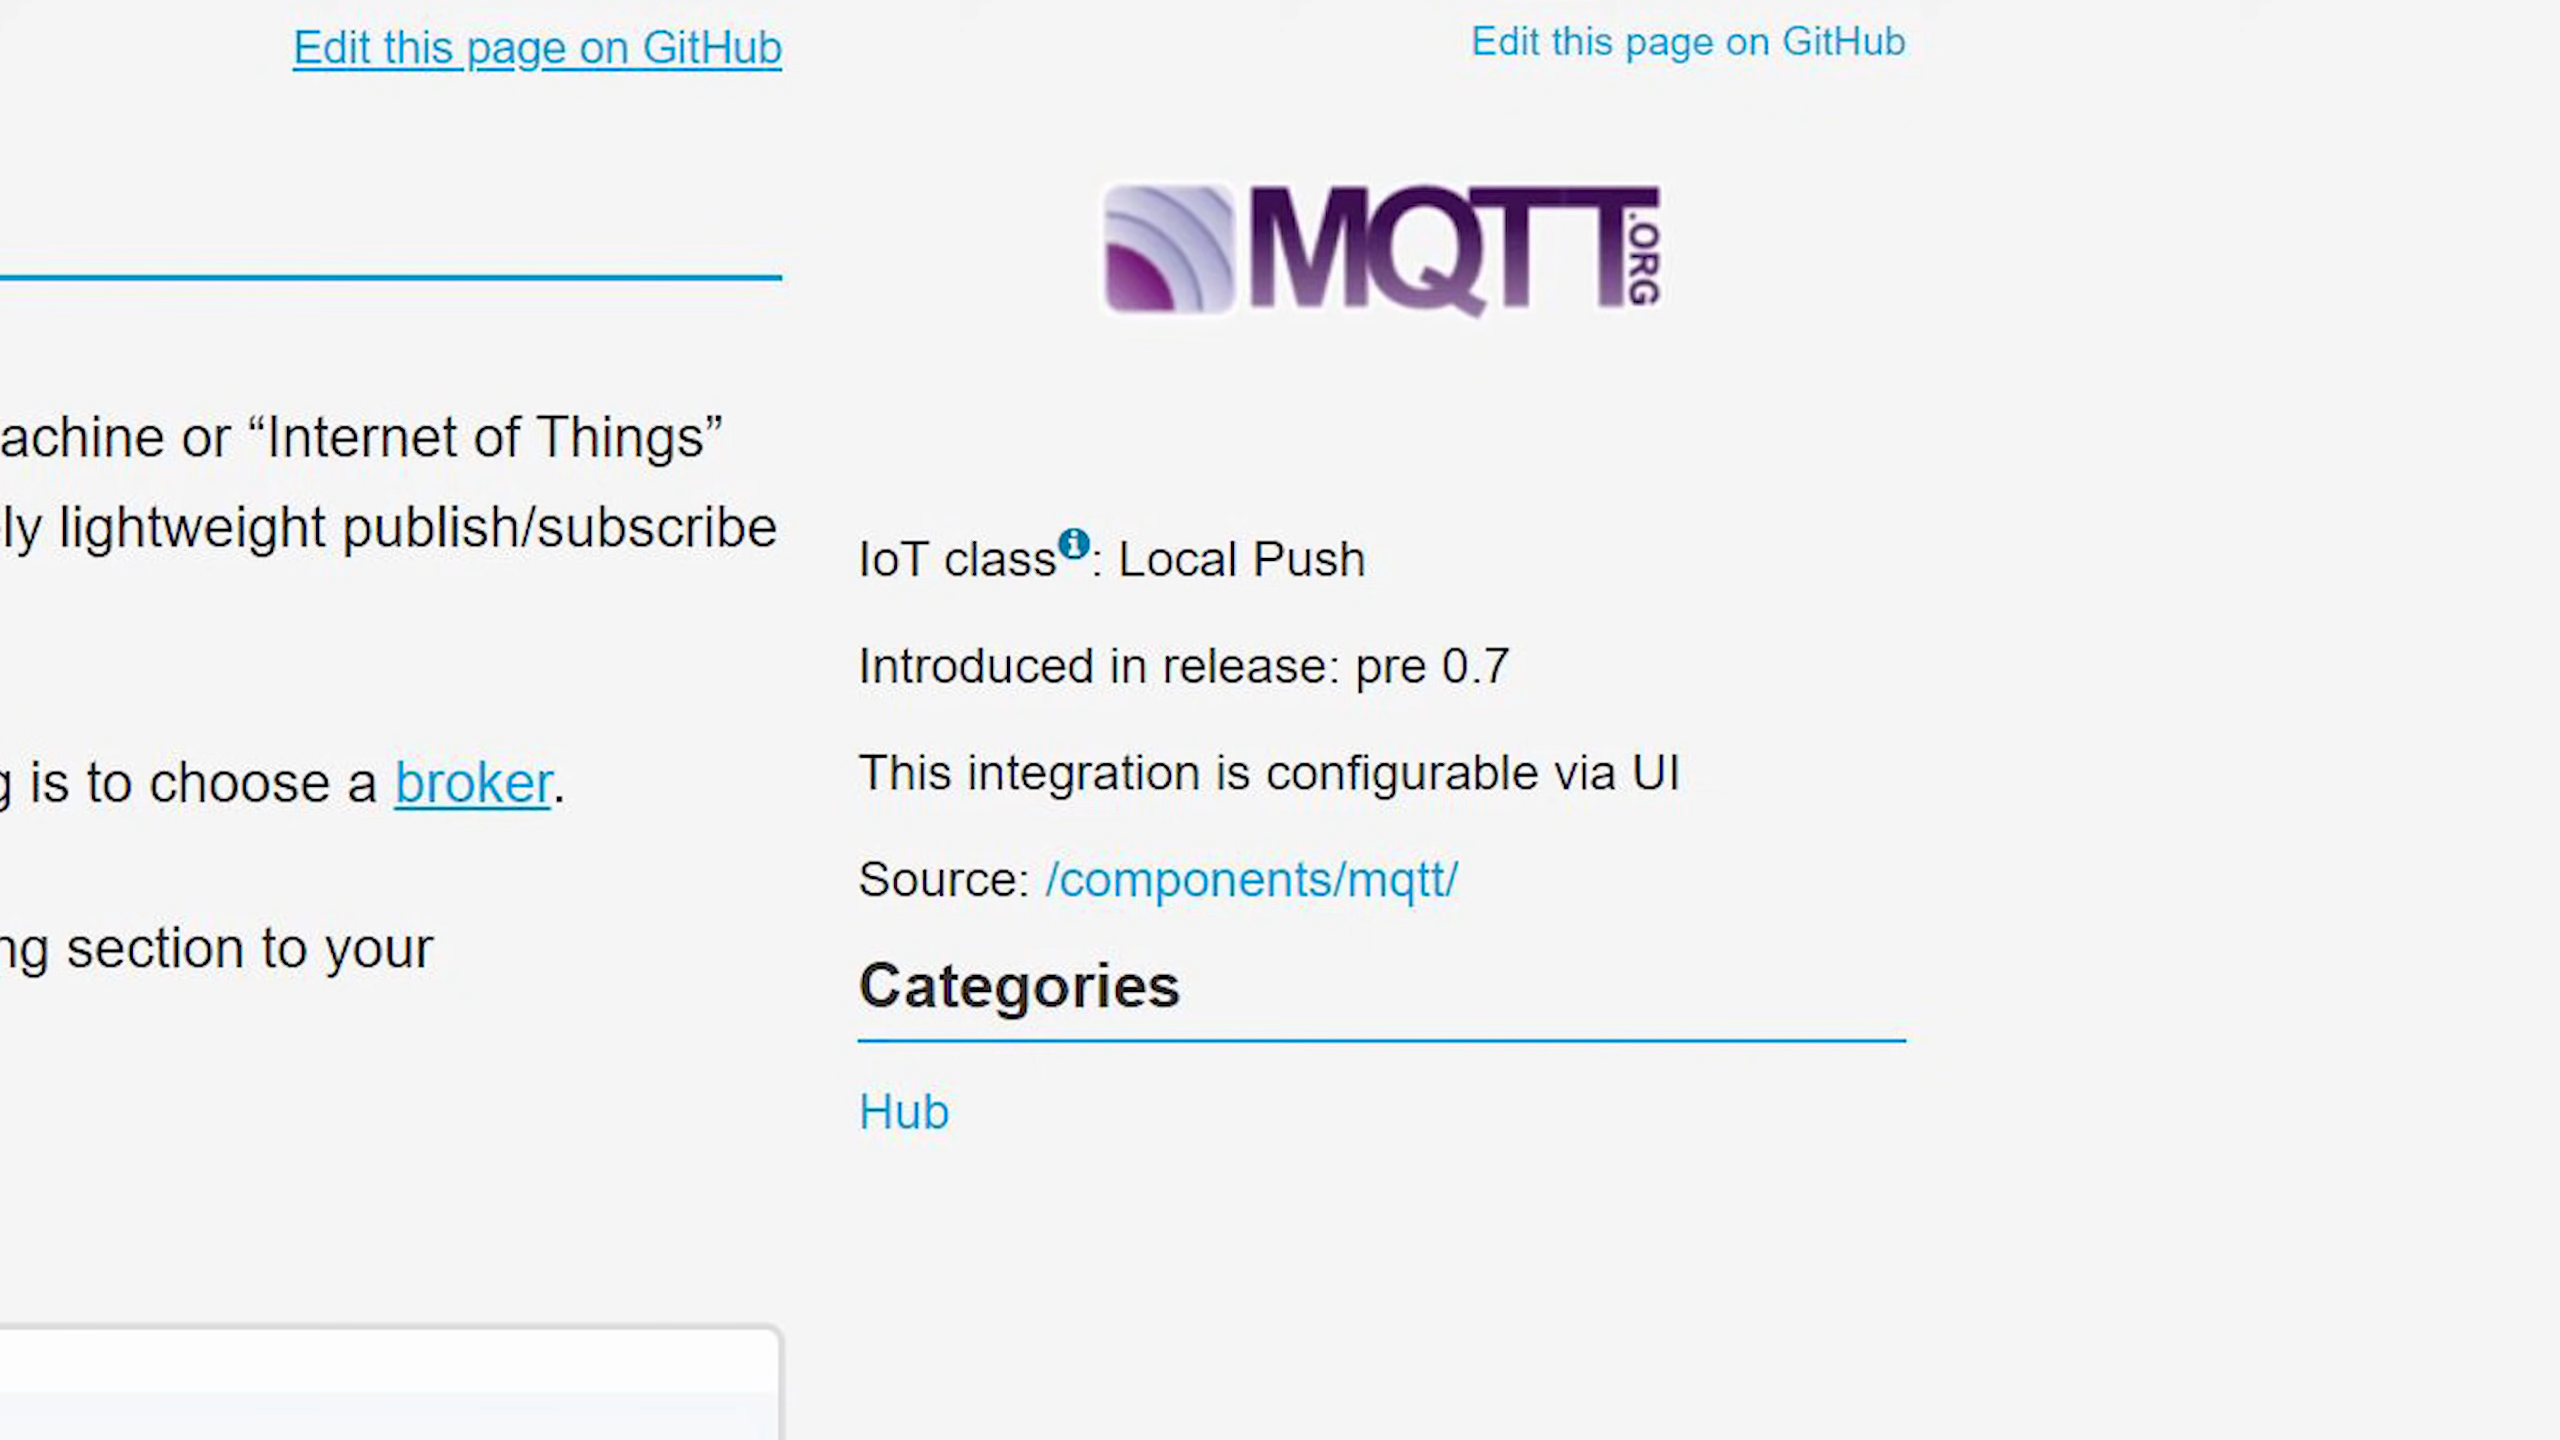 Edit this page on GitHub
achine or “Internet of Things”
ly lightweight publish/subscribe
g is to choose a broker.
ng section to your
Edit this page on GitHub
MQTT.ORG
IoT class: Local Push
Introduced in release: pre 0.7
This integration is configurable via UI
Source: /components/mqtt/
Categories
Hub